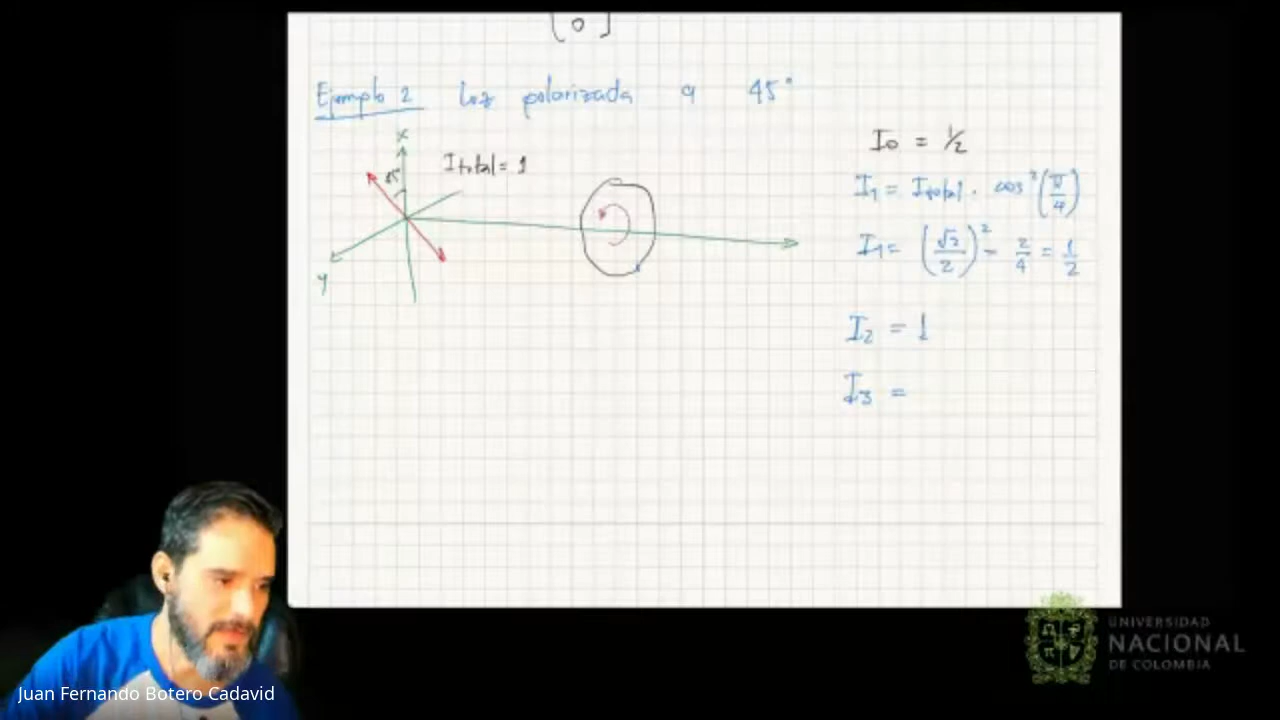 [0]
Ejemplo 2 luz polarizada a 45°
x
45
Itotal = 1
y
I0 = 1/2
I1 = Itotal · cos²(π/4)
I1 = (√2/2)² = 2/4 = 1/2
I2 = 1
I3 =
Juan Fernando Botero Cadavid
UNIVERSIDAD
NACIONAL
DE COLOMBIA